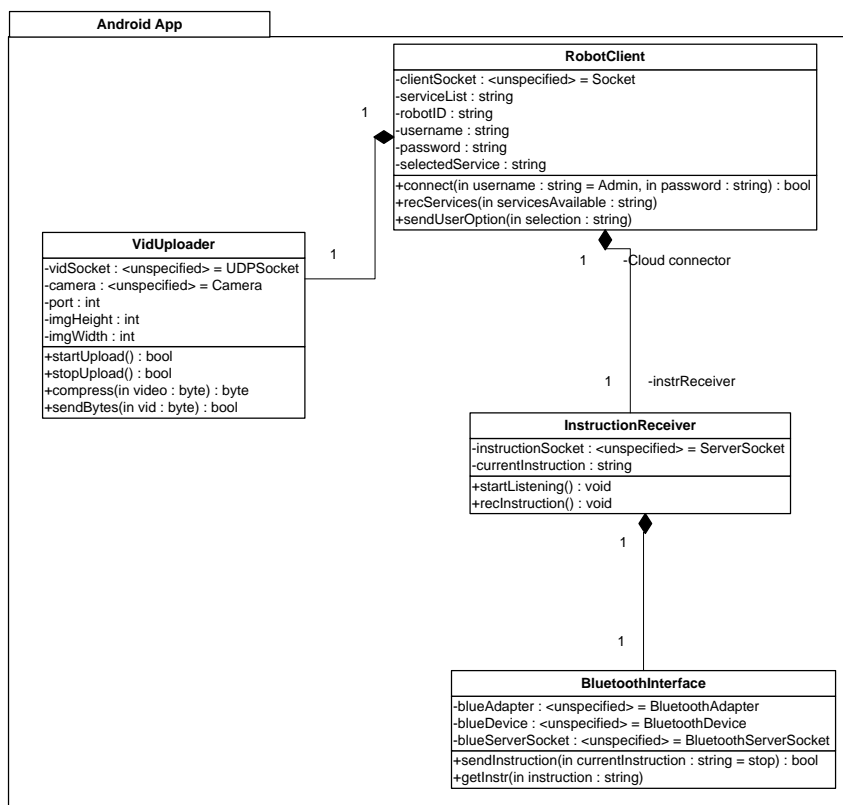 Android App
RobotClient
-clientSocket : <unspecified> = Socket
-serviceList : string
-robotID : string
-username : string
-password : string
-selectedService : string
+connect(in username : string = Admin, in password : string) : bool
+recServices(in servicesAvailable : string)
+sendUserOption(in selection : string)
1
1
VidUploader
-vidSocket : <unspecified> = UDPSocket
-camera : <unspecified> = Camera
-port : int
-imgHeight : int
-imgWidth : int
+startUpload() : bool
+stopUpload() : bool
+compress(in video : byte) : byte
+sendBytes(in vid : byte) : bool
1
-Cloud connector
1
-instrReceiver
InstructionReceiver
-instructionSocket : <unspecified> = ServerSocket
-currentInstruction : string
+startListening() : void
+recInstruction() : void
1
1
BluetoothInterface
-blueAdapter : <unspecified> = BluetoothAdapter
-blueDevice : <unspecified> = BluetoothDevice
-blueServerSocket : <unspecified> = BluetoothServerSocket
+sendInstruction(in currentInstruction : string = stop) : bool
+getInstr(in instruction : string)